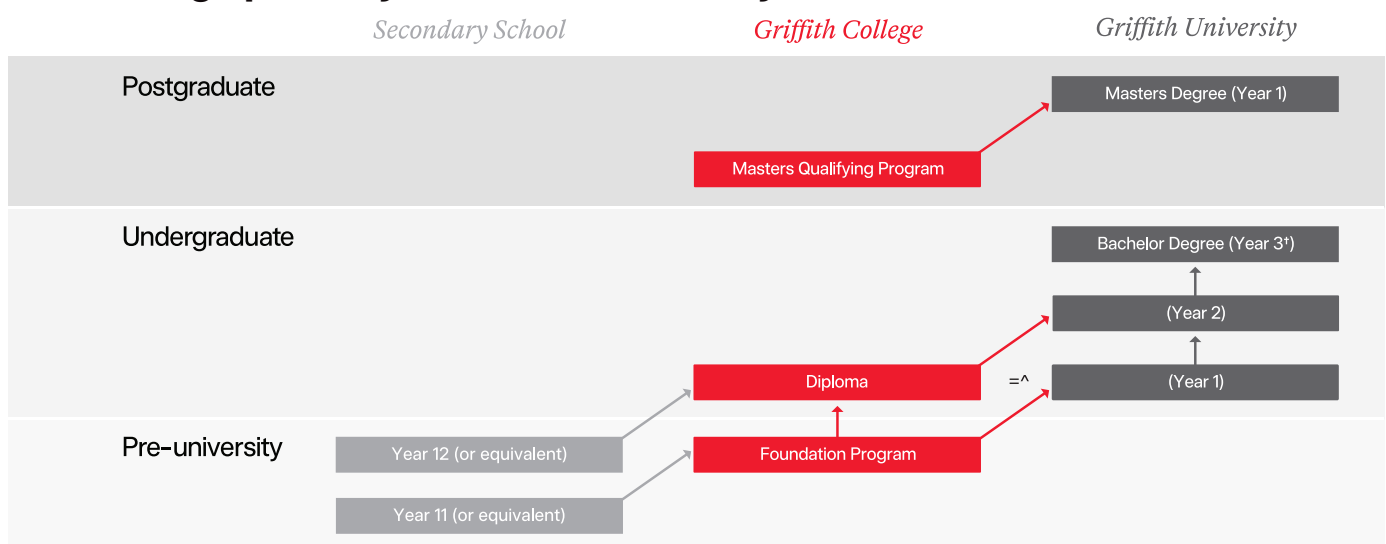 Secondary School
Griffith College
Griffith University
Postgraduate
Masters Degree (Year 1)
Masters Qualifying Program
Undergraduate
Bachelor Degree (Year 3†)
(Year 2)
Diploma
=^
(Year 1)
Pre-university
Year 12 (or equivalent)
Foundation Program
Year 11 (or equivalent)